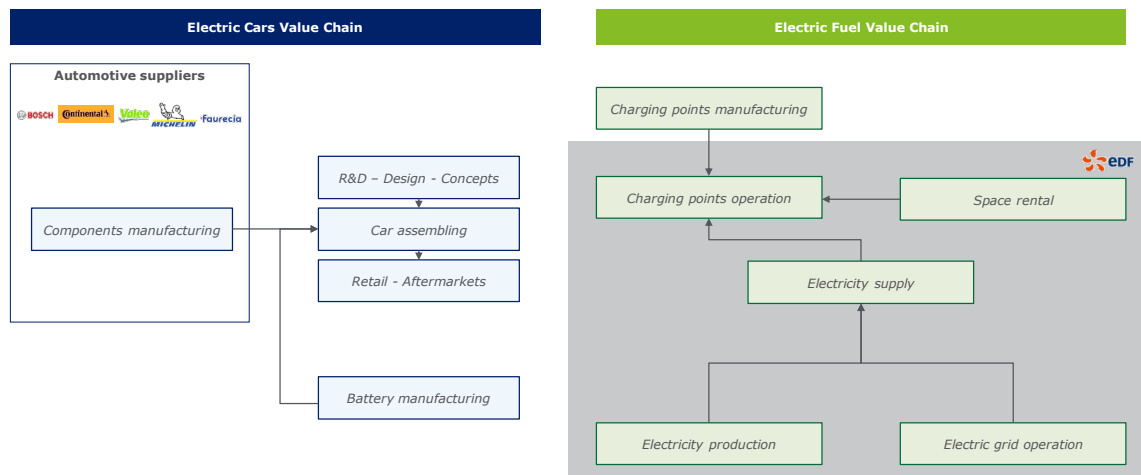 Electric Cars Value Chain
Automotive suppliers
BOSCH
Continental
Valeo
MICHELIN
faurecia
R&D – Design - Concepts
Components manufacturing
Car assembling
Retail - Aftermarkets
Battery manufacturing
Electric Fuel Value Chain
Charging points manufacturing
eDF
Charging points operation
Space rental
Electricity supply
Electricity production
Electric grid operation